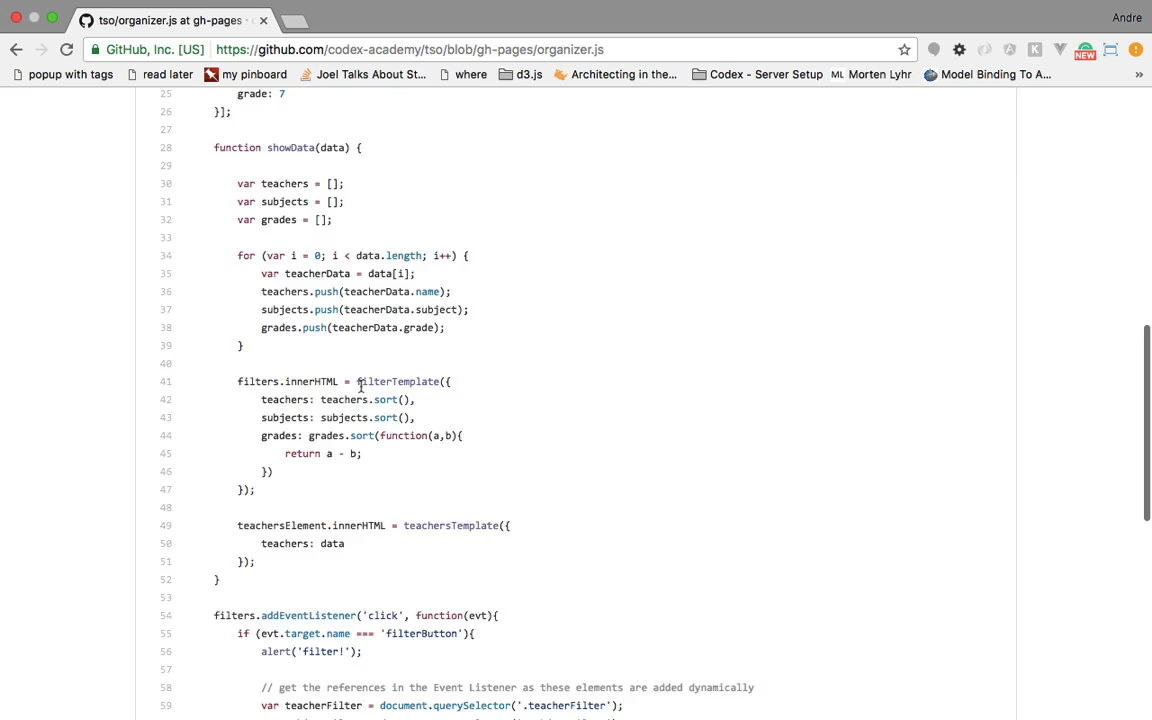 tso/organizer.js at gh-pages ·
Andre
GitHub, Inc. [US] https://github.com/codex-academy/tso/blob/gh-pages/organizer.js
NEW
popup with tags read later my pinboard Joel Talks About St... where d3.js Architecting in the... Codex - Server Setup ML Morten Lyhr Model Binding To A... »
25 grade: 7
26 }];
27
28 function showData(data) {
29
30 var teachers = [];
31 var subjects = [];
32 var grades = [];
33
34 for (var i = 0; i < data.length; i++) {
35 var teacherData = data[i];
36 teachers.push(teacherData.name);
37 subjects.push(teacherData.subject);
38 grades.push(teacherData.grade);
39 }
40
41 filters.innerHTML = filterTemplate({
42 teachers: teachers.sort(),
43 subjects: subjects.sort(),
44 grades: grades.sort(function(a,b){
45 return a - b;
46 })
47 });
48
49 teachersElement.innerHTML = teachersTemplate({
50 teachers: data
51 });
52 }
53
54 filters.addEventListener('click', function(evt){
55 if (evt.target.name === 'filterButton'){
56 alert('filter!');
57
58 // get the references in the Event Listener as these elements are added dynamically
59 var teacherFilter = document.querySelector('.teacherFilter');